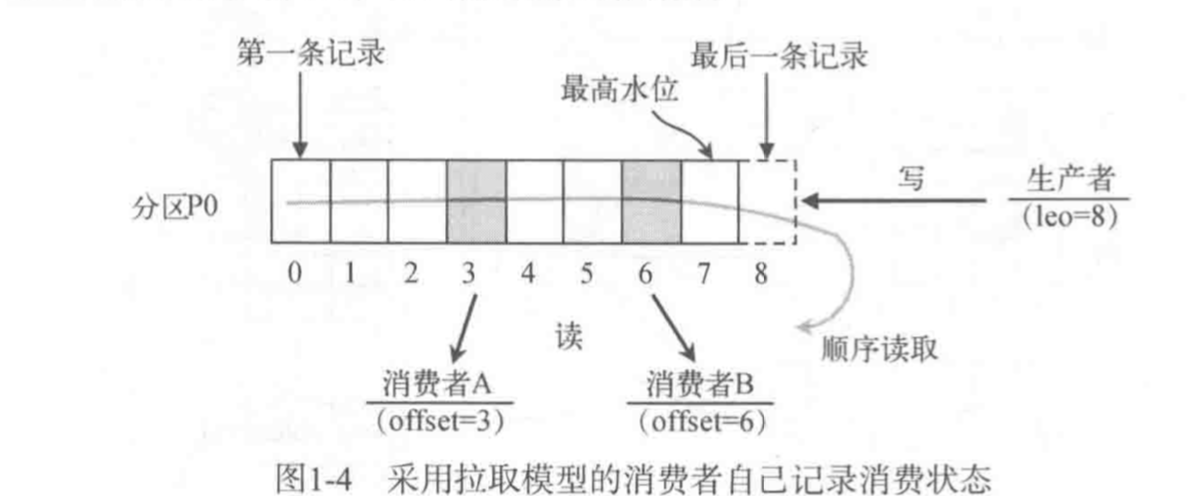 第一条记录
最后一条记录
最高水位
分区P0
写
生产者
(leo=8)
0 1 2 3 4 5 6 7 8
读
顺序读取
消费者A
(offset=3)
消费者B
(offset=6)
图1-4 采用拉取模型的消费者自己记录消费状态